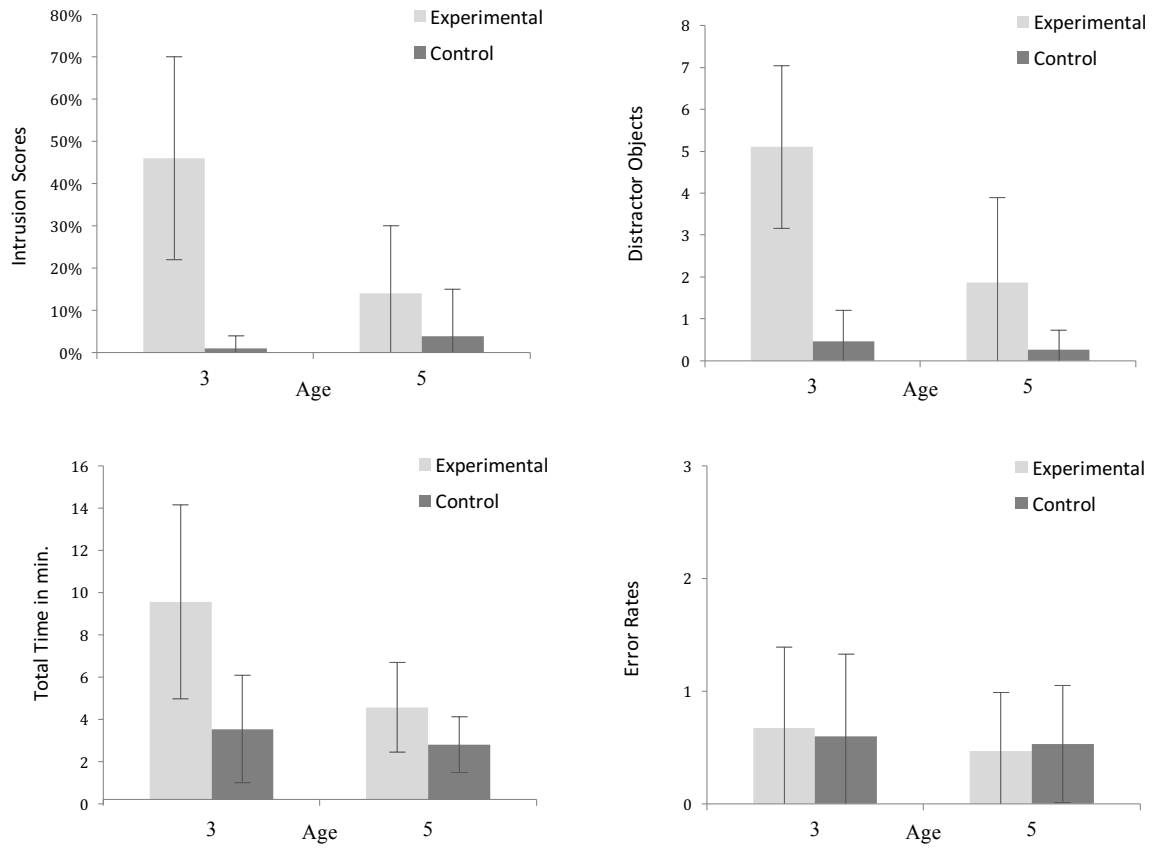 80%
70%
60%
50%
40%
30%
20%
10%
0%
Intrusion Scores
Experimental
Control
3
5
Age
8
7
6
5
4
3
2
1
0
Distractor Objects
Experimental
Control
3
5
Age
16
14
12
10
8
6
4
2
0
Total Time in min.
Experimental
Control
3
5
Age
3
2
1
0
Error Rates
Experimental
Control
3
5
Age